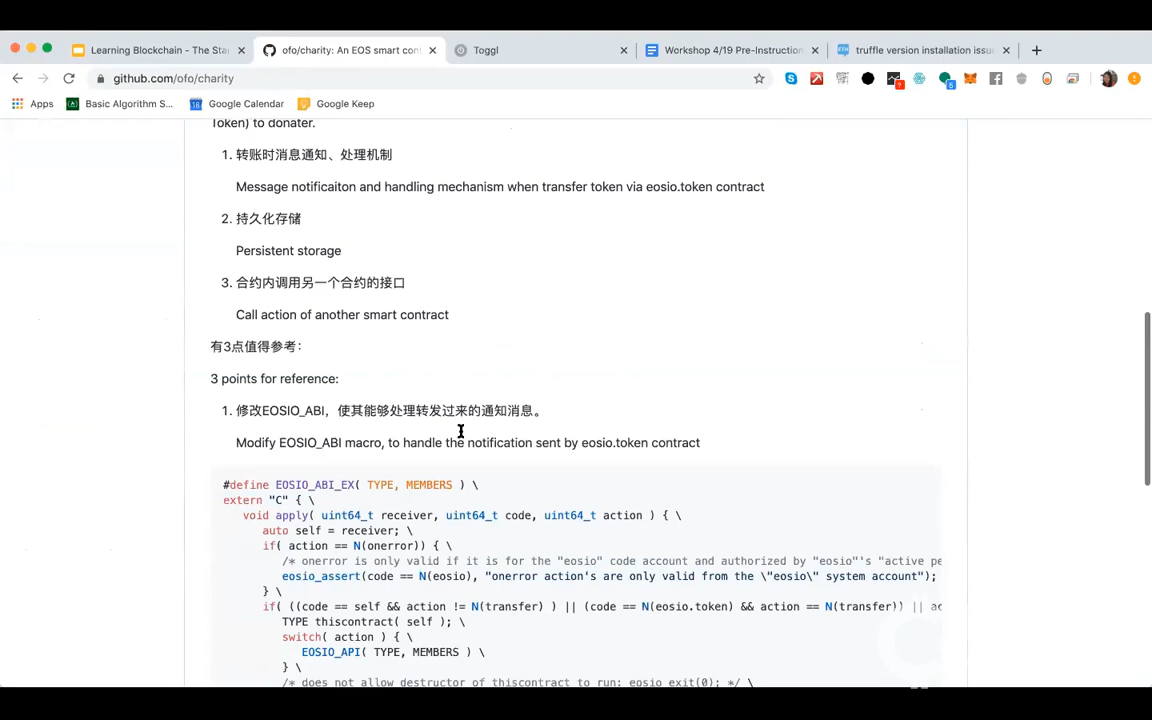 Learning Blockchain - The Sta
ofo/charity: An EOS smart con
Toggl
Workshop 4/19 Pre-Instruction
truffle version installation issu
github.com/ofo/charity
Apps
Basic Algorithm S...
Google Calendar
Google Keep
Token) to donater.
1. 转账时消息通知、处理机制
Message notificaiton and handling mechanism when transfer token via eosio.token contract
2. 持久化存储
Persistent storage
3. 合约内调用另一个合约的接口
Call action of another smart contract
有3点值得参考：
3 points for reference:
1. 修改EOSIO_ABI，使其能够处理转发过来的通知消息。
Modify EOSIO_ABI macro, to handle the notification sent by eosio.token contract
#define EOSIO_ABI_EX( TYPE, MEMBERS ) \
extern "C" { \
void apply( uint64_t receiver, uint64_t code, uint64_t action ) { \
auto self = receiver; \
if( action == N(onerror)) { \
/* onerror is only valid if it is for the "eosio" code account and authorized by "eosio"'s "active pe
eosio_assert(code == N(eosio), "onerror action's are only valid from the \"eosio\" system account");
} \
if( ((code == self && action != N(transfer) ) || (code == N(eosio.token) && action == N(transfer)) || ac
TYPE thiscontract( self ); \
switch( action ) { \
EOSIO_API( TYPE, MEMBERS ) \
} \
/* does not allow destructor of thiscontract to run: eosio_exit(0); */ \